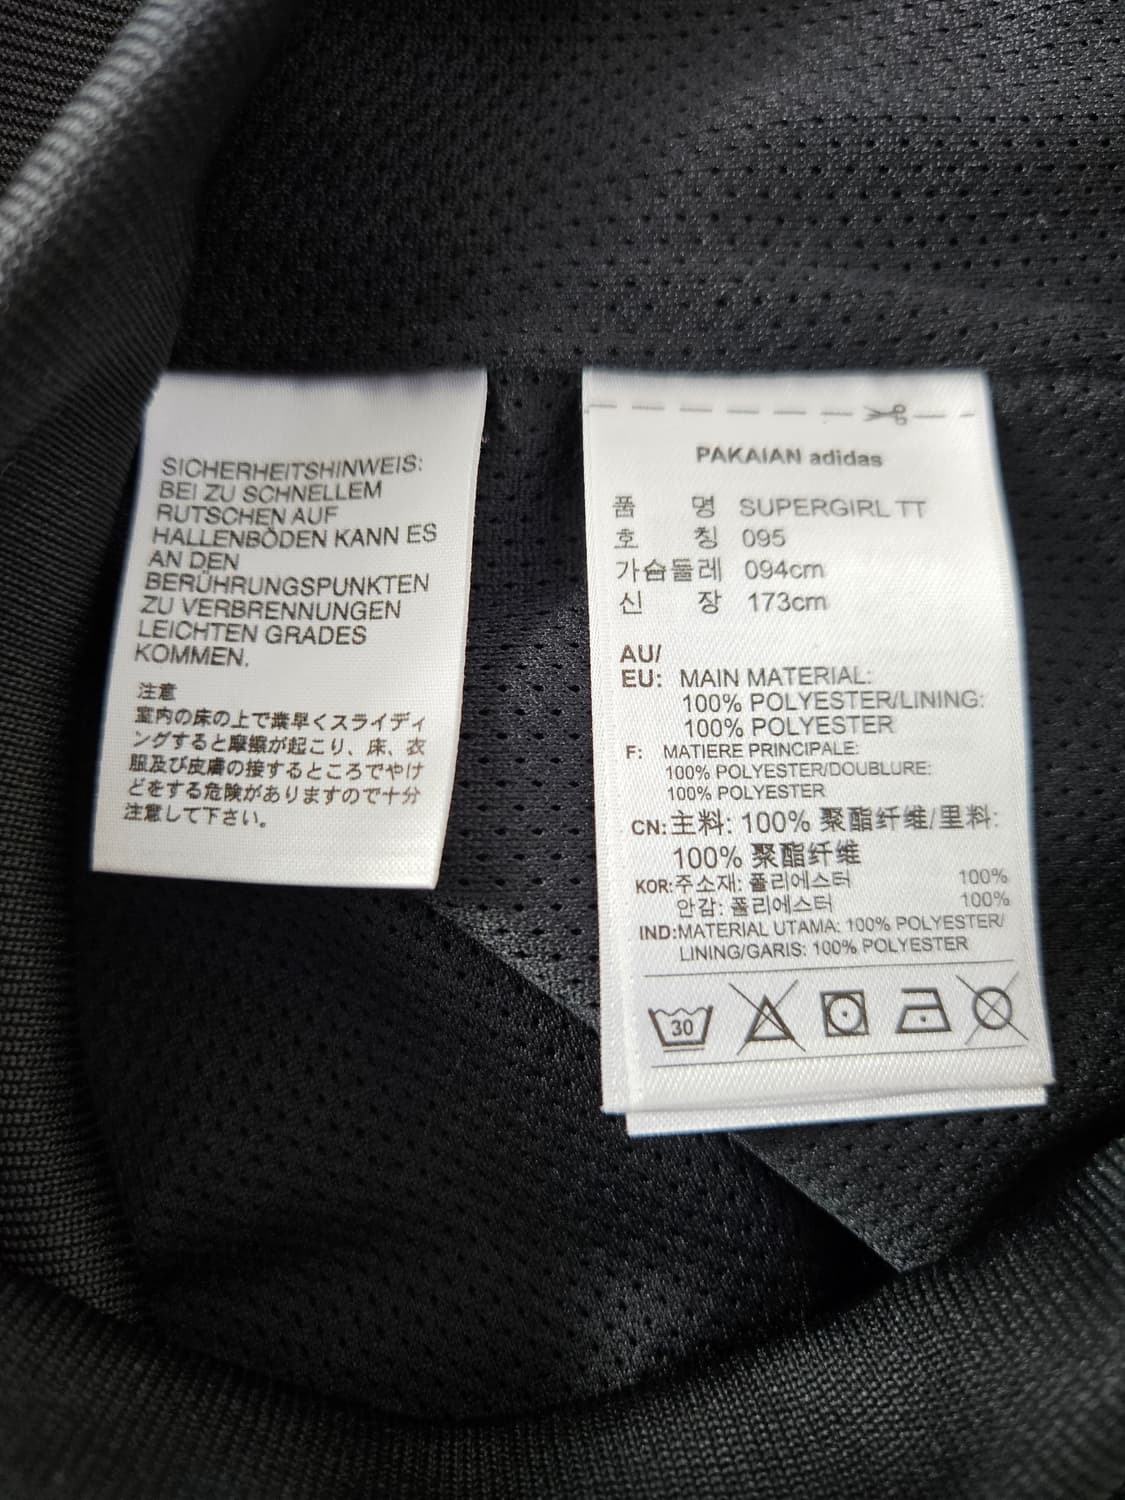 SICHERHEITSHINWEIS:
BEI ZU SCHNELLEM
RUTSCHEN AUF
HALLENBÖDEN KANN ES
AN DEN
BERÜHRUNGSPUNKTEN
ZU VERBRENNUNGEN
LEICHTEN GRADES
KOMMEN.
注意
室内の床の上で素早くスライディ
ングすると摩擦が起こり、床、衣
服及び皮膚の接するところでやけ
どをする危険がありますので十分
注意して下さい。
PAKAIAN adidas
품 명 SUPERGIRL TT
호 칭 095
가슴둘레 094cm
신 장 173cm
AU/
EU: MAIN MATERIAL:
100% POLYESTER/LINING:
100% POLYESTER
F: MATIERE PRINCIPALE:
100% POLYESTER/DOUBLURE:
100% POLYESTER
CN: 主料: 100% 聚酯纤维/里料:
100% 聚酯纤维
KOR: 주소재: 폴리에스터 100%
안감: 폴리에스터 100%
IND: MATERIAL UTAMA: 100% POLYESTER/
LINING/GARIS: 100% POLYESTER
30